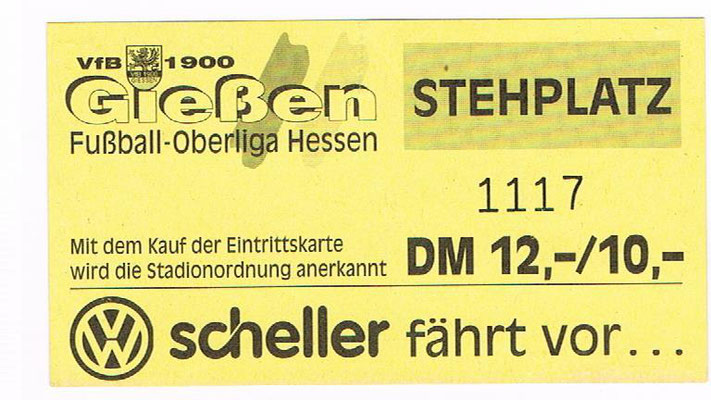 VfB 1900
Gießen
Fußball-Oberliga Hessen
STEHPLATZ
1117
Mit dem Kauf der Eintrittskarte
wird die Stadionordnung anerkannt
DM 12,-/10,-
VW scheller fährt vor...